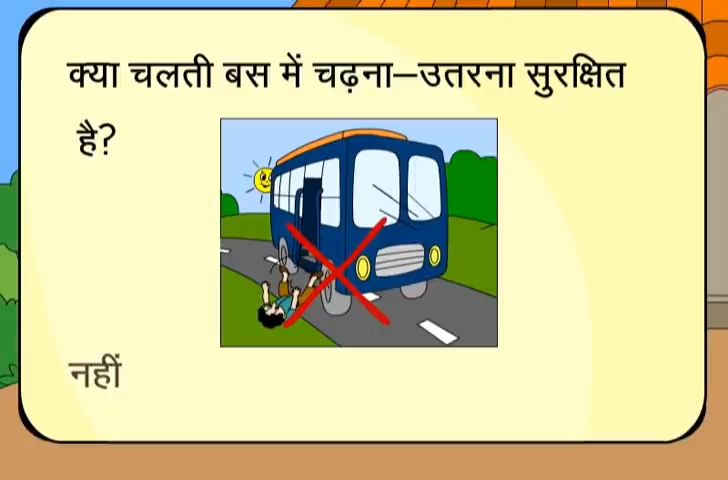 क्या चलती बस में चढ़ना–उतरना सुरक्षित
है?
नहीं